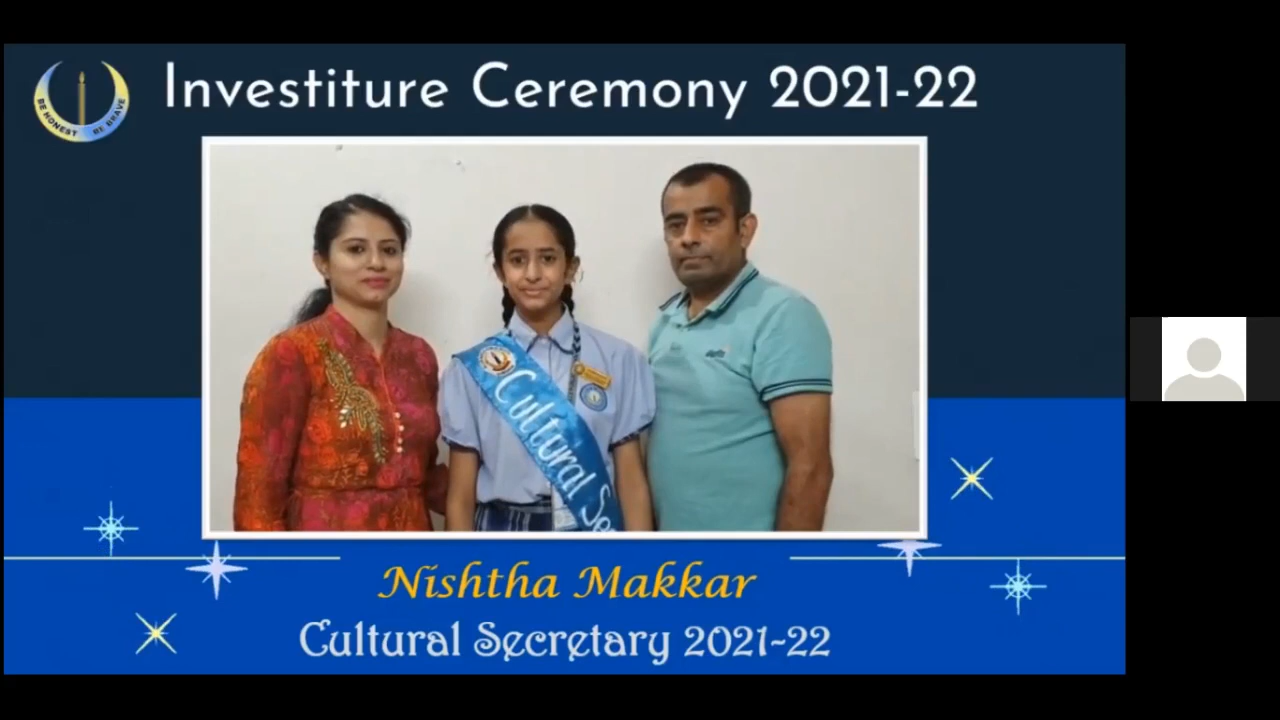 Investiture Ceremony 2021-22
BE HONEST BE BRAVE
Cultural Se
Nishtha Makkar
Cultural Secretary 2021-22